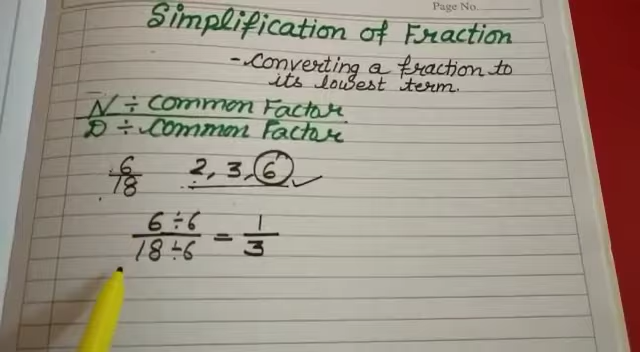 Page No.
Simplification of Fraction
- Converting a fraction to
its lowest term.
N ÷ Common Factor
D ÷ Common Factor
6/18 2, 3, 6 ✓
6 ÷ 6 / 18 ÷ 6 = 1/3